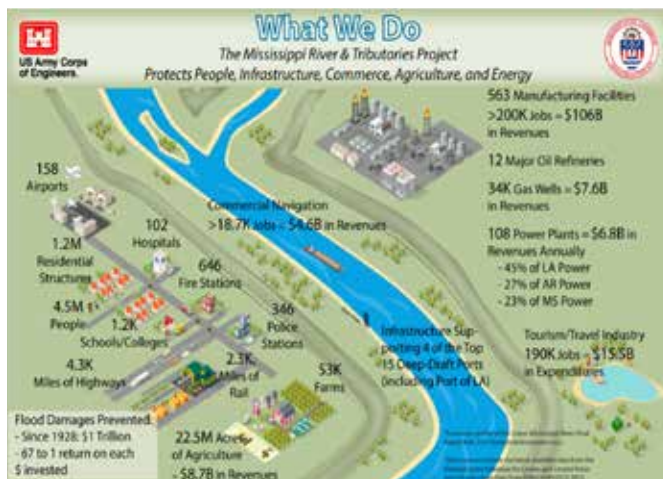 What We Do
US Army Corps
of Engineers.
The Mississippi River & Tributaries Project
Protects People, Infrastructure, Commerce, Agriculture, and Energy
563 Manufacturing Facilities
>200K Jobs = $106B
in Revenues
12 Major Oil Refineries
34K Gas Wells = $7.6B
in Revenues
108 Power Plants = $6.8B in
Revenues Annually
- 45% of LA Power
- 27% of AR Power
- 23% of MS Power
158
Airports
Commercial Navigation
>18.7K Jobs = $4.6B in Revenues
102
Hospitals
1.2M
Residential
Structures
646
Fire Stations
4.5M
People
1.2K
Schools/Colleges
346
Police
Stations
Infrastructure Sup-
porting 4 of the Top
15 Deep-Draft Ports
(including Port of LA)
Tourism/Travel Industry
190K Jobs = $15.5B
in Expenditures
4.3K
Miles of Highways
2.3K
Miles of
Rail
53K
Farms
Flood Damages Prevented:
- Since 1928: $1 Trillion
- 67 to 1 return on each
$ invested
22.5M Acres
of Agriculture
- $8.7B in Revenues